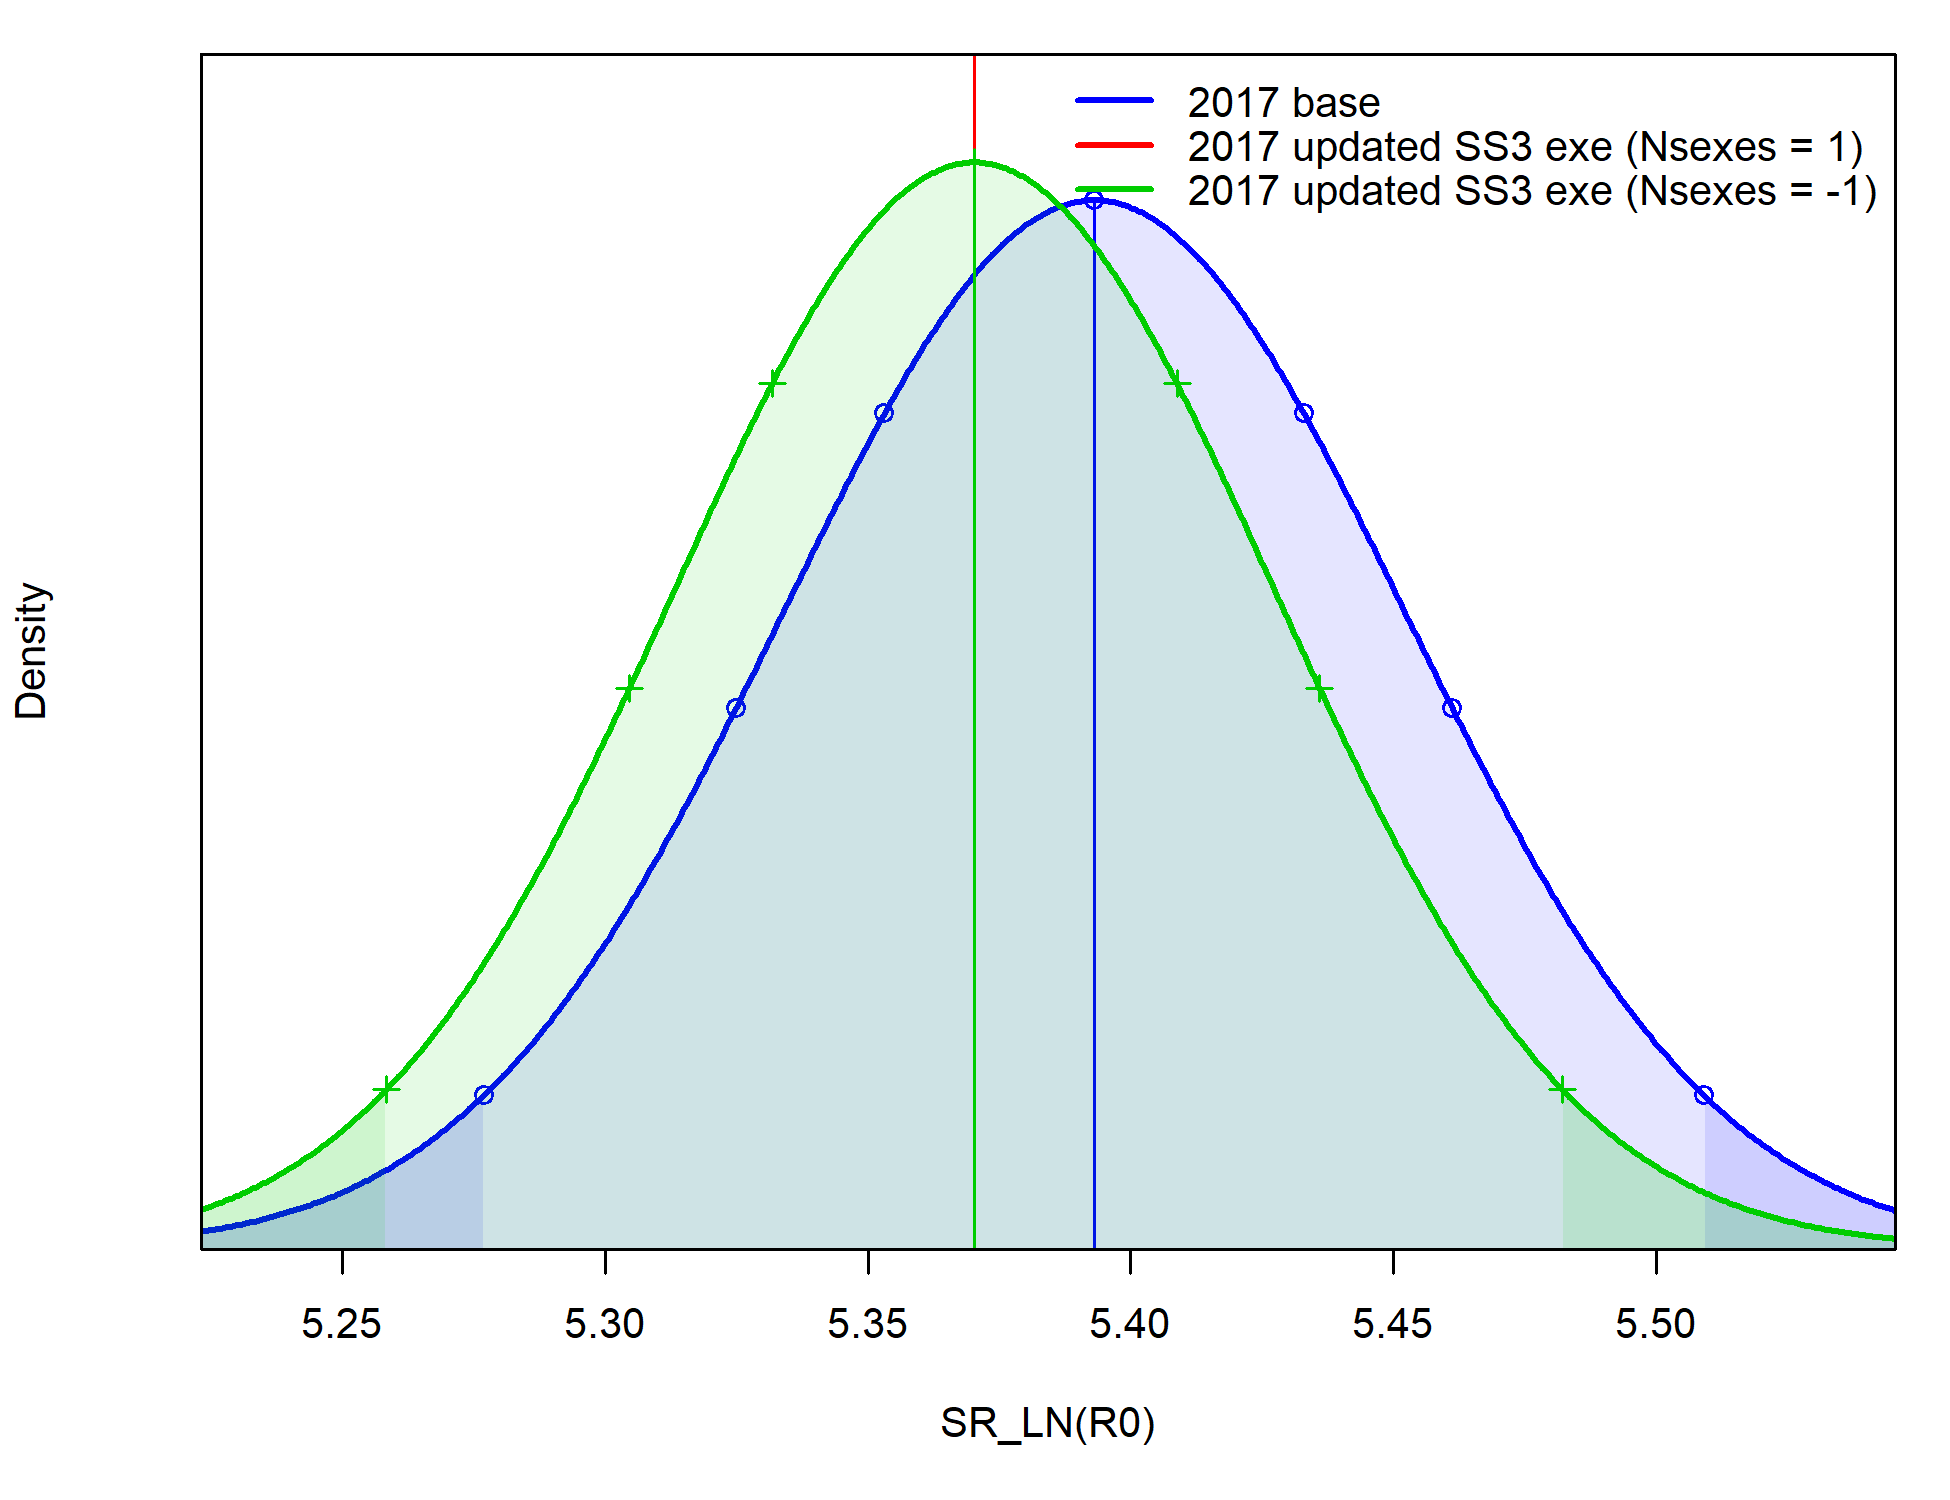 2017 base
2017 updated SS3 exe (Nsexes = 1)
2017 updated SS3 exe (Nsexes = -1)
Density
5.25 5.30 5.35 5.40 5.45 5.50
SR_LN(R0)